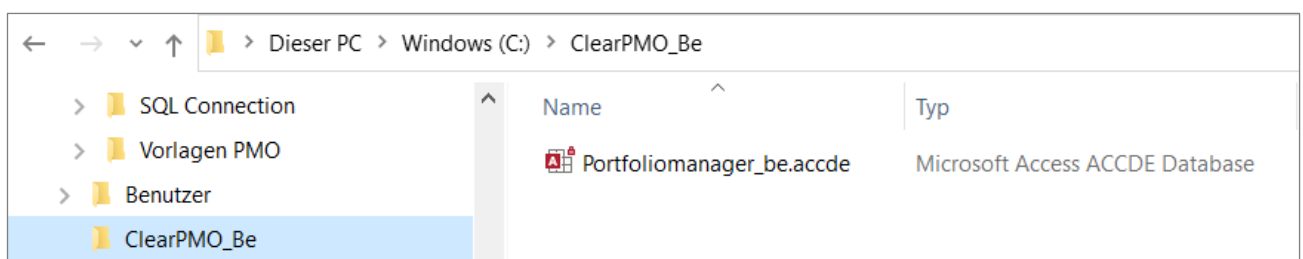 Dieser PC > Windows (C:) > ClearPMO_Be
SQL Connection
Vorlagen PMO
Benutzer
ClearPMO_Be
Name Typ
Portfoliomanager_be.accde Microsoft Access ACCDE Database